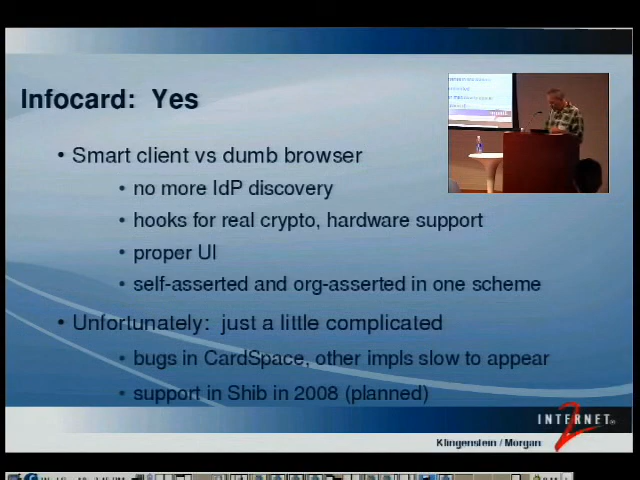 Infocard: Yes
• Smart client vs dumb browser
• no more IdP discovery
• hooks for real crypto, hardware support
• proper UI
• self-asserted and org-asserted in one scheme
• Unfortunately: just a little complicated
• bugs in CardSpace, other impls slow to appear
• support in Shib in 2008 (planned)
INTERNET
2
Klingenstein / Morgan